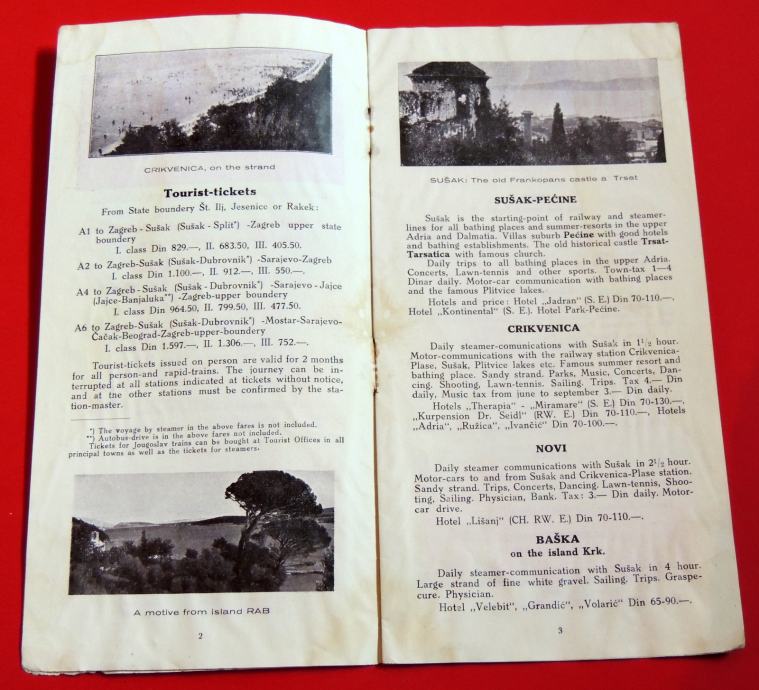 CRIKVENICA, on the strand
Tourist-tickets
From State boundery Št. Ilj, Jesenice or Rakek:
A1 to Zagreb - Sušak (Sušak - Split*) -Zagreb upper state
boundery
I. class Din 829.—, II. 683.50, III. 405.50.
A2 to Zagreb-Sušak (Sušak-Dubrovnik*) -Sarajevo-Zagreb
I. class Din 1.100.—, II. 912.—, III. 550.—.
A4 to Zagreb - Sušak (Sušak - Dubrovnik*) -Sarajevo - Jajce
(Jajce-Banjaluka**) -Zagreb-upper boundery
I. class Din 964.50, II. 799.50, III. 477.50.
A6 to Zagreb-Sušak (Sušak-Dubrovnik*) -Mostar-Sarajevo-
Čačak-Beograd-Zagreb-upper-boundery
I. class Din 1.597.—, II. 1.306.—, III. 752.—.
Tourist-tickets issued on person are valid for 2 months
for all person-and rapid-trains. The journey can be in-
terrupted at all stations indicated at tickets without notice,
and at the other stations must be confirmed by the sta-
tion-master.
*) The voyage by steamer in the above fares is not included.
**) Autobus-drive is in the above fares not included.
Tickets for Jougoslav trains can be bought at Tourist Offices in all
principal towns as well as the tickets for steamers.
A motive from island RAB
2
SUŠAK: The old Frankopans castle a Trsat
SUŠAK-PEĆINE
Sušak is the starting-point of railway and steamer-
lines for all bathing places and summer-resorts in the upper
Adria and Dalmatia. Villas suburb Pećine with good hotels
and bathing establishments. The old historical castle Trsat-
Tarsatica with famous church.
Daily trips to all bathing places in the upper Adria.
Concerts, Lawn-tennis and other sports. Town-tax 1—4
Dinar daily. Motor-car communication with bathing places
and the famous Plitvice lakes.
Hotels and price: Hotel „Jadran" (S. E.) Din 70-110.—,
Hotel „Kontinental" (S. E.). Hotel Park-Pećine.
CRIKVENICA
Daily steamer-comunications with Sušak in 1 1/2 hour.
Motor-communications with the railway station Crikvenica-
Plase, Sušak, Plitvice lakes etc. Famous summer resort and
bathing place. Sandy strand. Parks, Music, Concerts, Dan-
cing. Shooting, Lawn-tennis. Sailing. Trips. Tax 4.— Din
daily, Music tax from june to september 3.— Din daily.
Hotels „Therapia" - „Miramare" (S. E.) Din 70-130.—,
„Kurpension Dr. Seidl" (RW. E.) Din 70-110.—, Hotels
„Adria", „Ružica", „Ivančić" Din 70-100.—.
NOVI
Daily steamer communications with Sušak in 2 1/2 hour.
Motor-cars to and from Sušak and Crikvenica-Plase station.
Sandy strand. Trips, Concerts, Dancing. Lawn-tennis, Shoo-
ting, Sailing. Physician, Bank. Tax: 3.— Din daily. Motor-
car drive.
Hotel „Lišanj" (CH. RW. E.) Din 70-110.—.
BAŠKA
on the island Krk.
Daily steamer-communication with Sušak in 4 hour.
Large strand of fine white gravel. Sailing. Trips. Graspe-
cure. Physician.
Hotel „Velebit", „Grandić", „Volarić" Din 65-90.—.
3